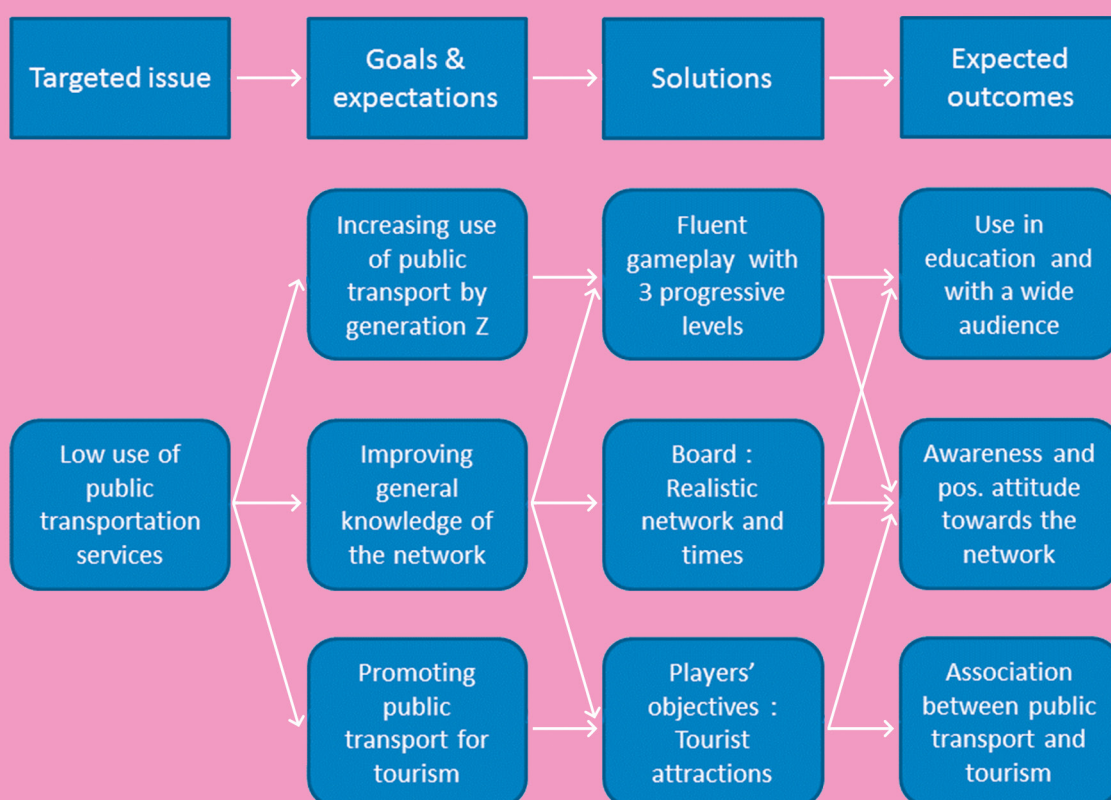 Targeted issue
Goals &
expectations
Solutions
Expected
outcomes
Increasing use
of public
transport by
generation Z
Fluent
gameplay with
3 progressive
levels
Use in
education and
with a wide
audience
Low use of
public
transportation
services
Improving
general
knowledge of
the network
Board :
Realistic
network and
times
Awareness and
pos. attitude
towards the
network
Promoting
public
transport for
tourism
Players’
objectives :
Tourist
attractions
Association
between public
transport and
tourism